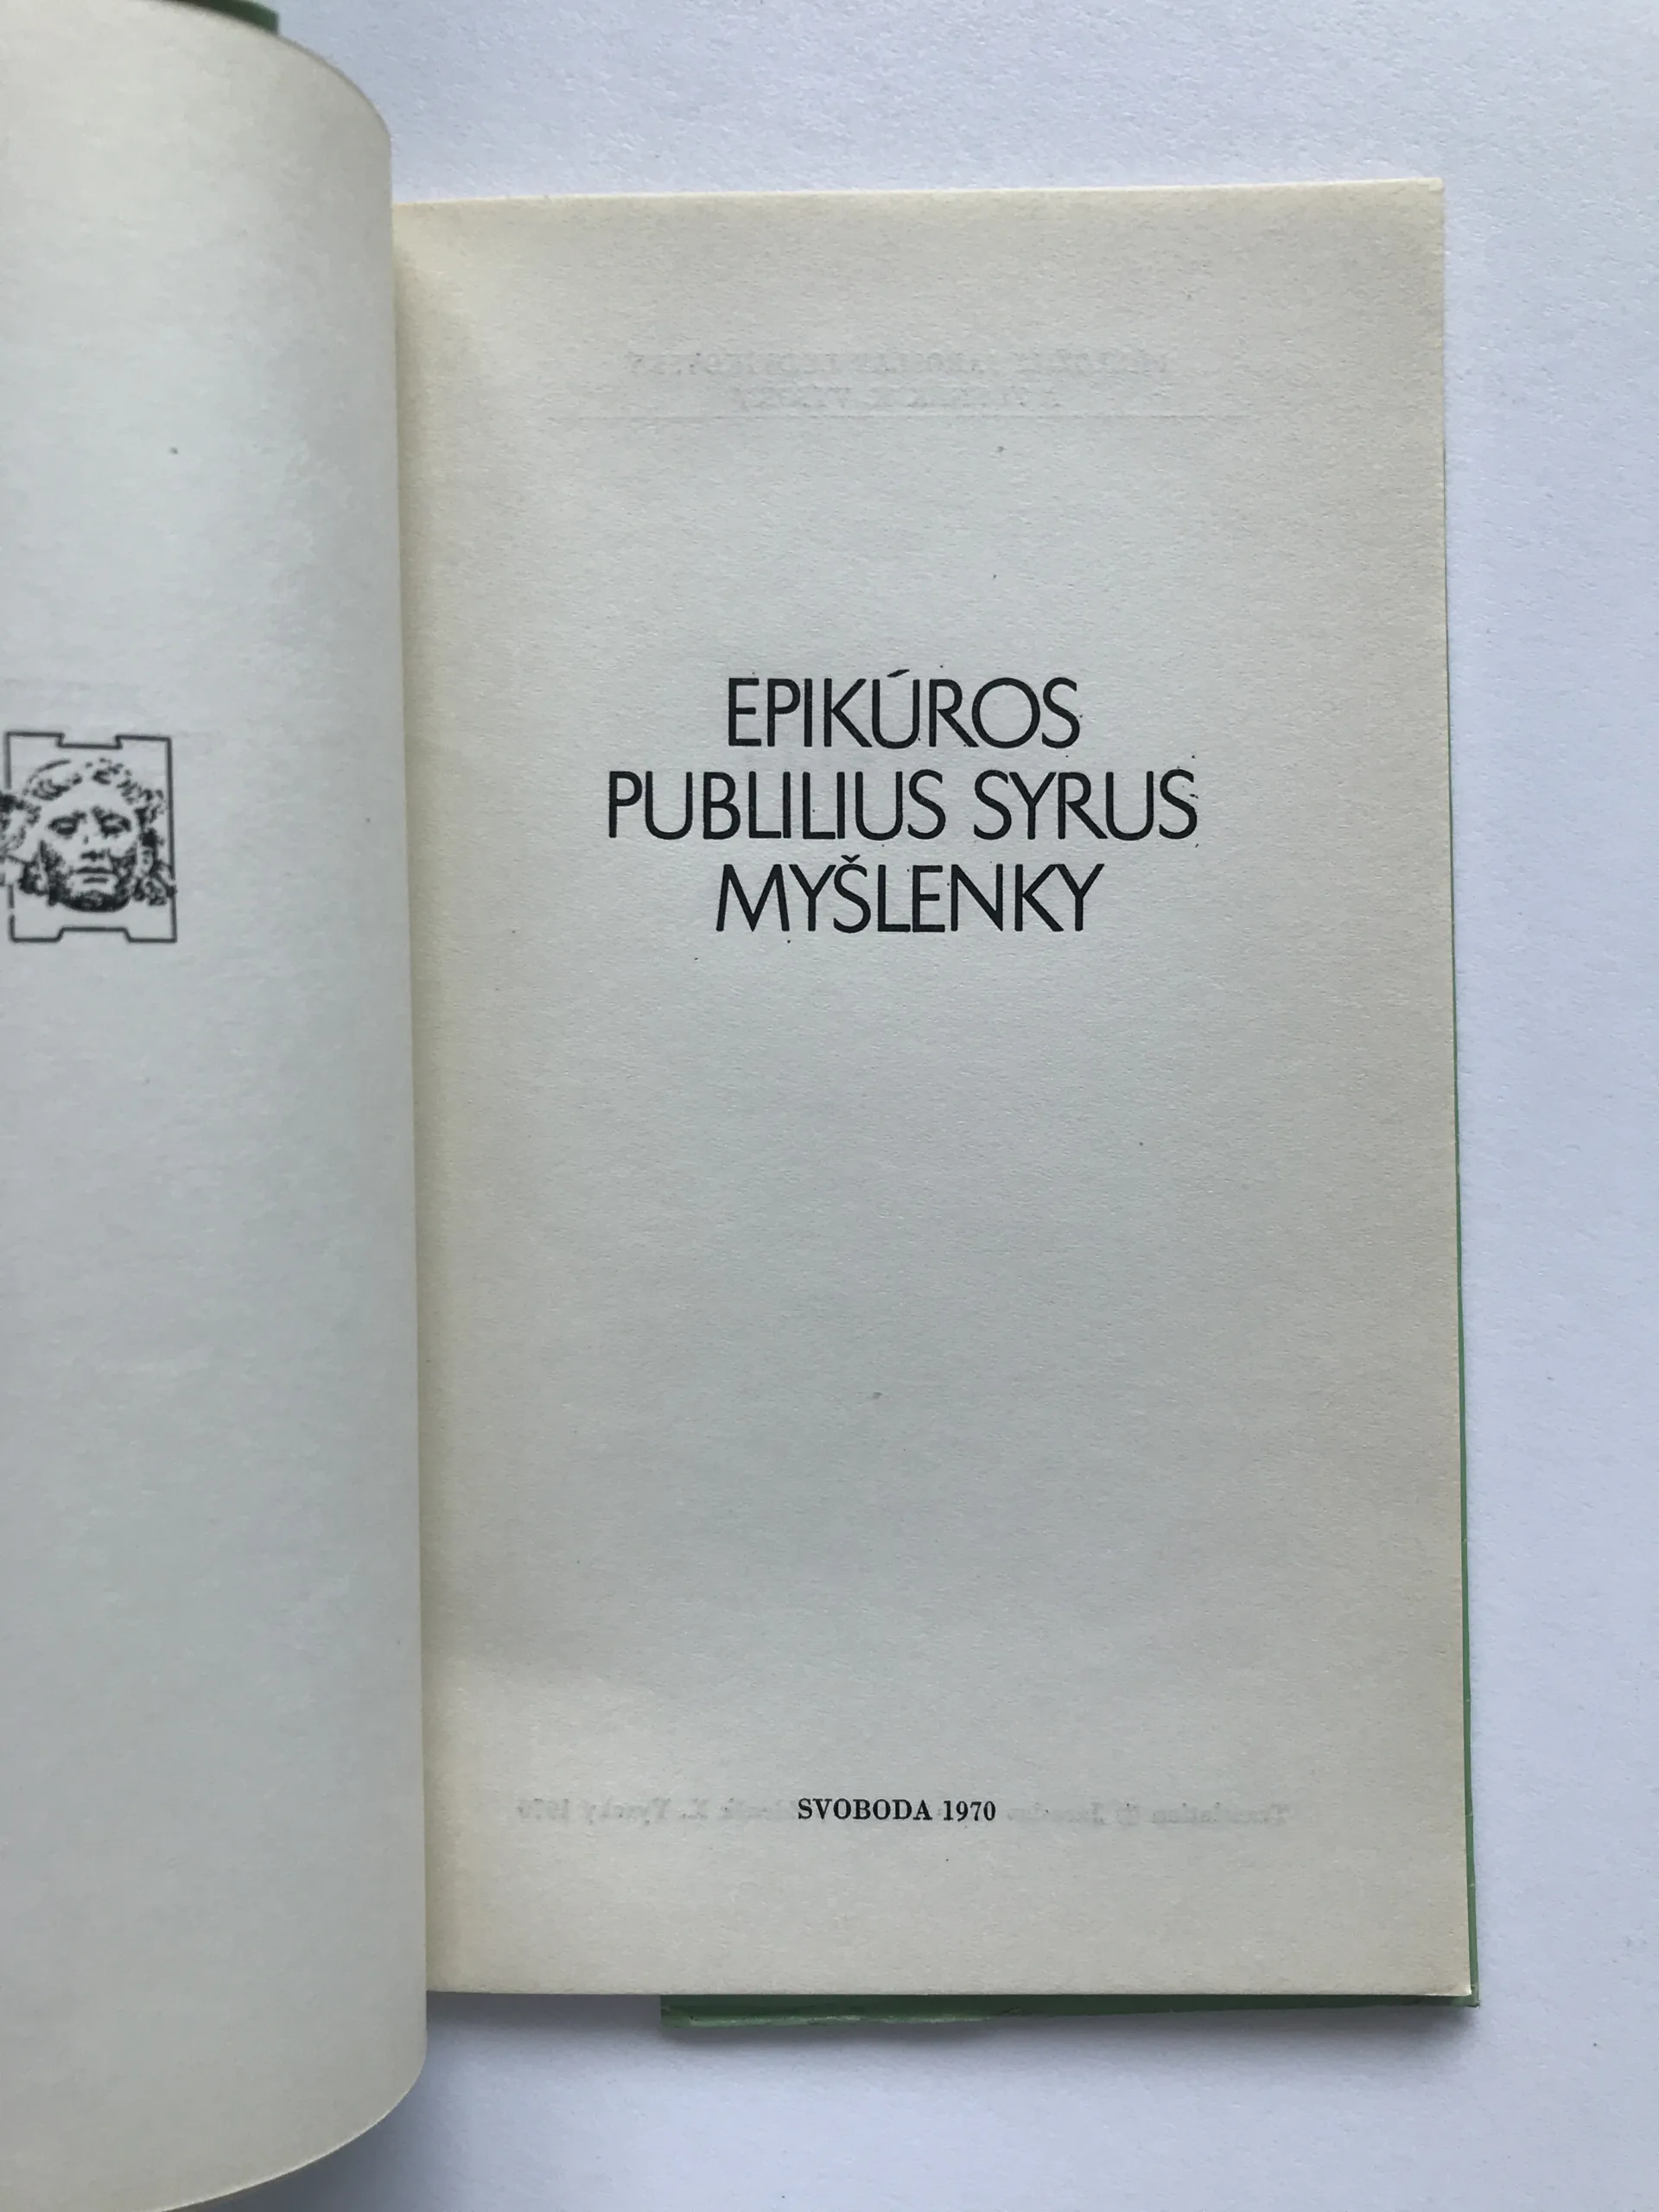 EPIKÚROS
PUBLILIUS SYRUS
MYŠLENKY
SVOBODA 1970